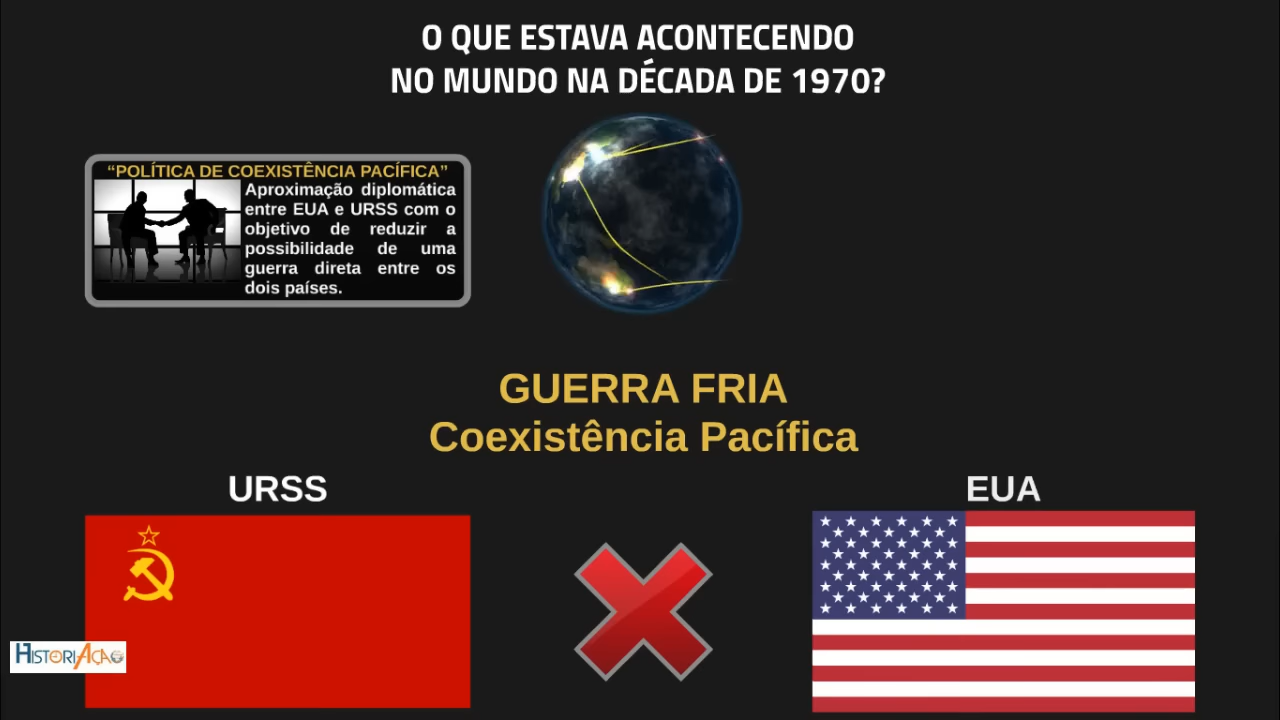 O QUE ESTAVA ACONTECENDO
NO MUNDO NA DÉCADA DE 1970?
“POLÍTICA DE COEXISTÊNCIA PACÍFICA”
Aproximação diplomática
entre EUA e URSS com o
objetivo de reduzir a
possibilidade de uma
guerra direta entre os
dois países.
GUERRA FRIA
Coexistência Pacífica
URSS
EUA
HISTORIAÇÃO